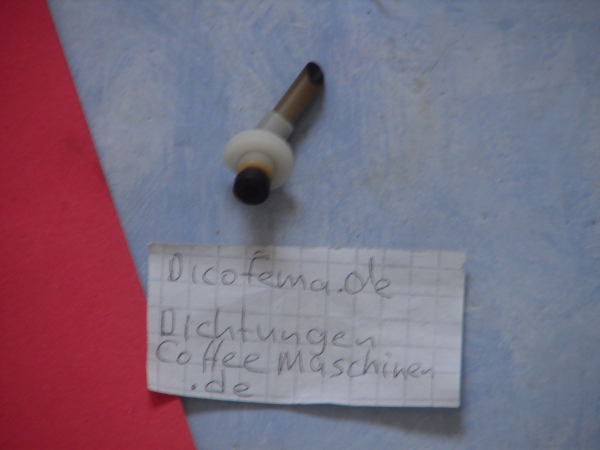 Dicofema.de
Dichtungen
Coffee Maschinen
.de